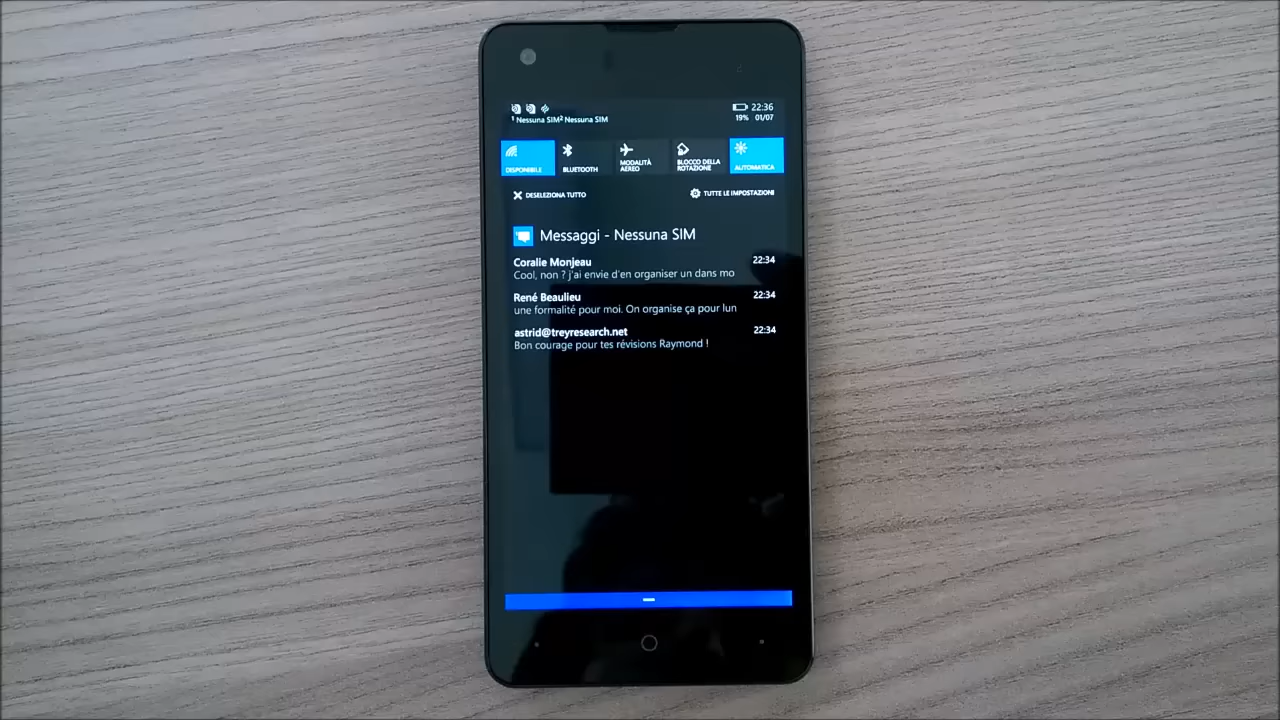 22:36
¹ Nessuna SIM² Nessuna SIM
19% 01/07
DISPONIBILE
BLUETOOTH
MODALITÀ
AEREO
BLOCCO DELLA
ROTAZIONE
AUTOMATICA
DESELEZIONA TUTTO
TUTTE LE IMPOSTAZIONI
Messaggi - Nessuna SIM
Coralie Monjeau 22:34
Cool, non ? j'ai envie d'en organiser un dans mo
René Beaulieu 22:34
une formalité pour moi. On organise ça pour lun
astrid@treyresearch.net 22:34
Bon courage pour tes révisions Raymond !